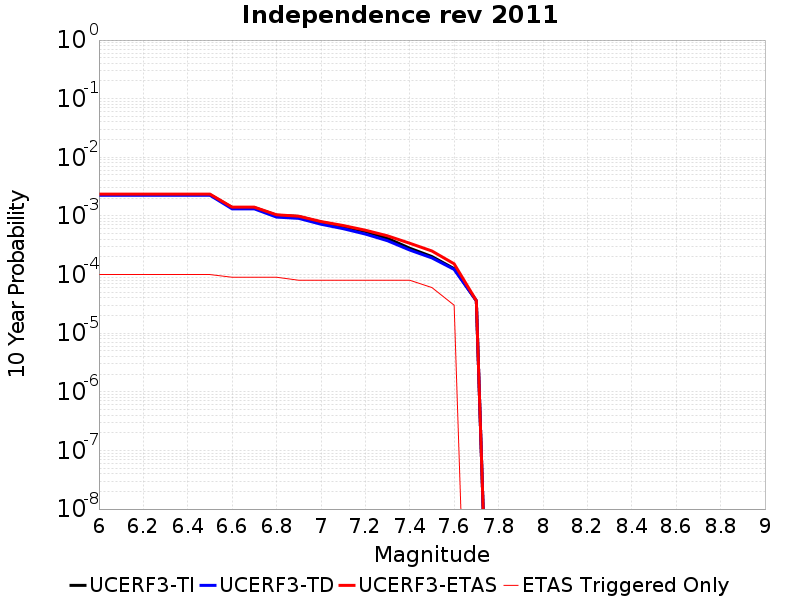 Independence rev 2011
10 Year Probability
10^0
10^-1
10^-2
10^-3
10^-4
10^-5
10^-6
10^-7
10^-8
6 6.2 6.4 6.6 6.8 7 7.2 7.4 7.6 7.8 8 8.2 8.4 8.6 8.8 9
Magnitude
UCERF3-TI UCERF3-TD UCERF3-ETAS ETAS Triggered Only